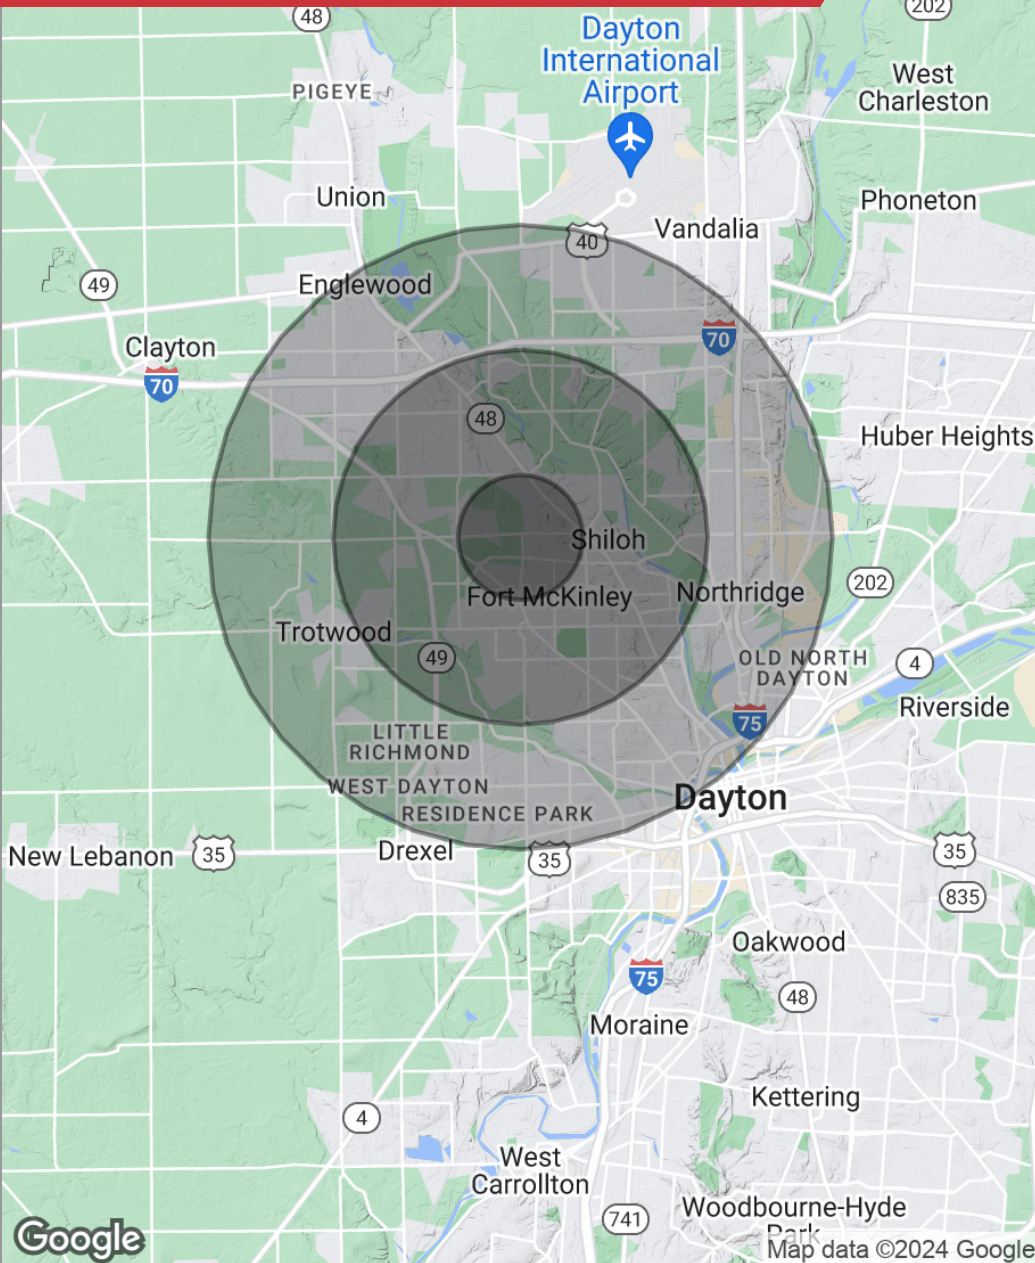 48
202
Dayton
International
Airport
West
Charleston
PIGEYE
Union
Phoneton
Vandalia
40
Englewood
49
70
Clayton
70
48
Huber Heights
Shiloh
Fort McKinley
Northridge
202
Trotwood
49
OLD NORTH
DAYTON
4
Riverside
75
LITTLE
RICHMOND
WEST DAYTON
Dayton
RESIDENCE PARK
New Lebanon
35
Drexel
35
35
835
Oakwood
75
48
Moraine
Kettering
4
West
Carrollton
741
Woodbourne-Hyde
Park
Google
Map data ©2024 Google